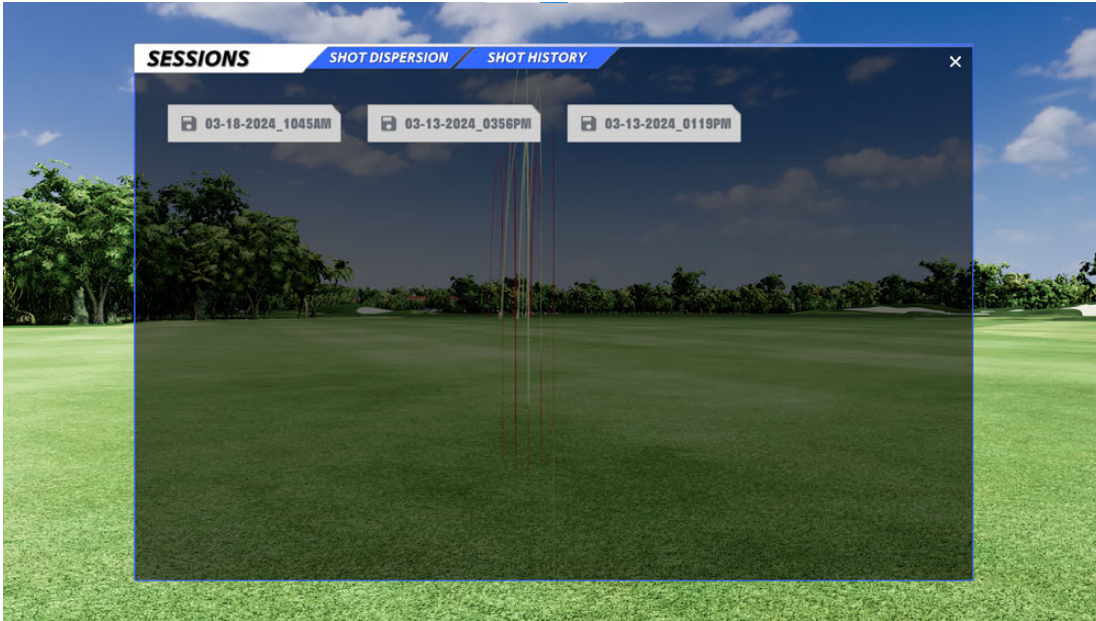 SESSIONS
SHOT DISPERSION
SHOT HISTORY
03-18-2024_1045AM
03-13-2024_0356PM
03-13-2024_0119PM